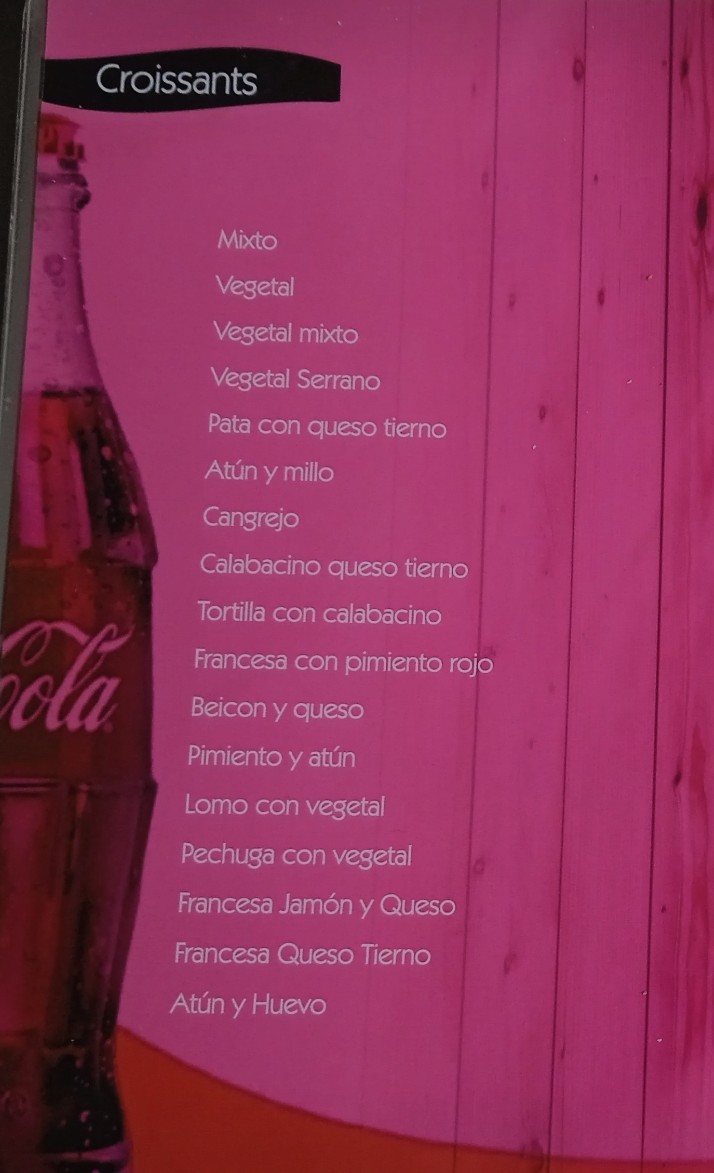 Croissants
Mixto
Vegetal
Vegetal mixto
Vegetal Serrano
Pata con queso tierno
Atún y millo
Cangrejo
Calabacino queso tierno
Tortilla con calabacino
Francesa con pimiento rojo
Beicon y queso
Pimiento y atún
Lomo con vegetal
Pechuga con vegetal
Francesa Jamón y Queso
Francesa Queso Tierno
Atún y Huevo
Cola